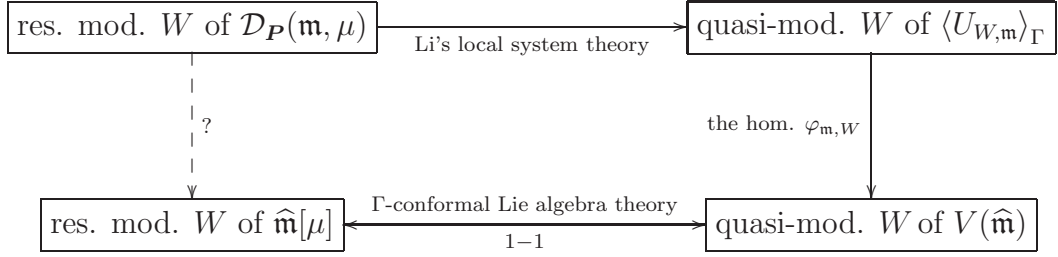 res. mod. W of 𝒟_𝑷(𝔪, μ)
Li's local system theory
quasi-mod. W of ⟨U_{W,𝔪}⟩_Γ
?
the hom. φ_{𝔪,W}
res. mod. W of 𝔪̂[μ]
Γ-conformal Lie algebra theory
1−1
quasi-mod. W of V(𝔪̂)